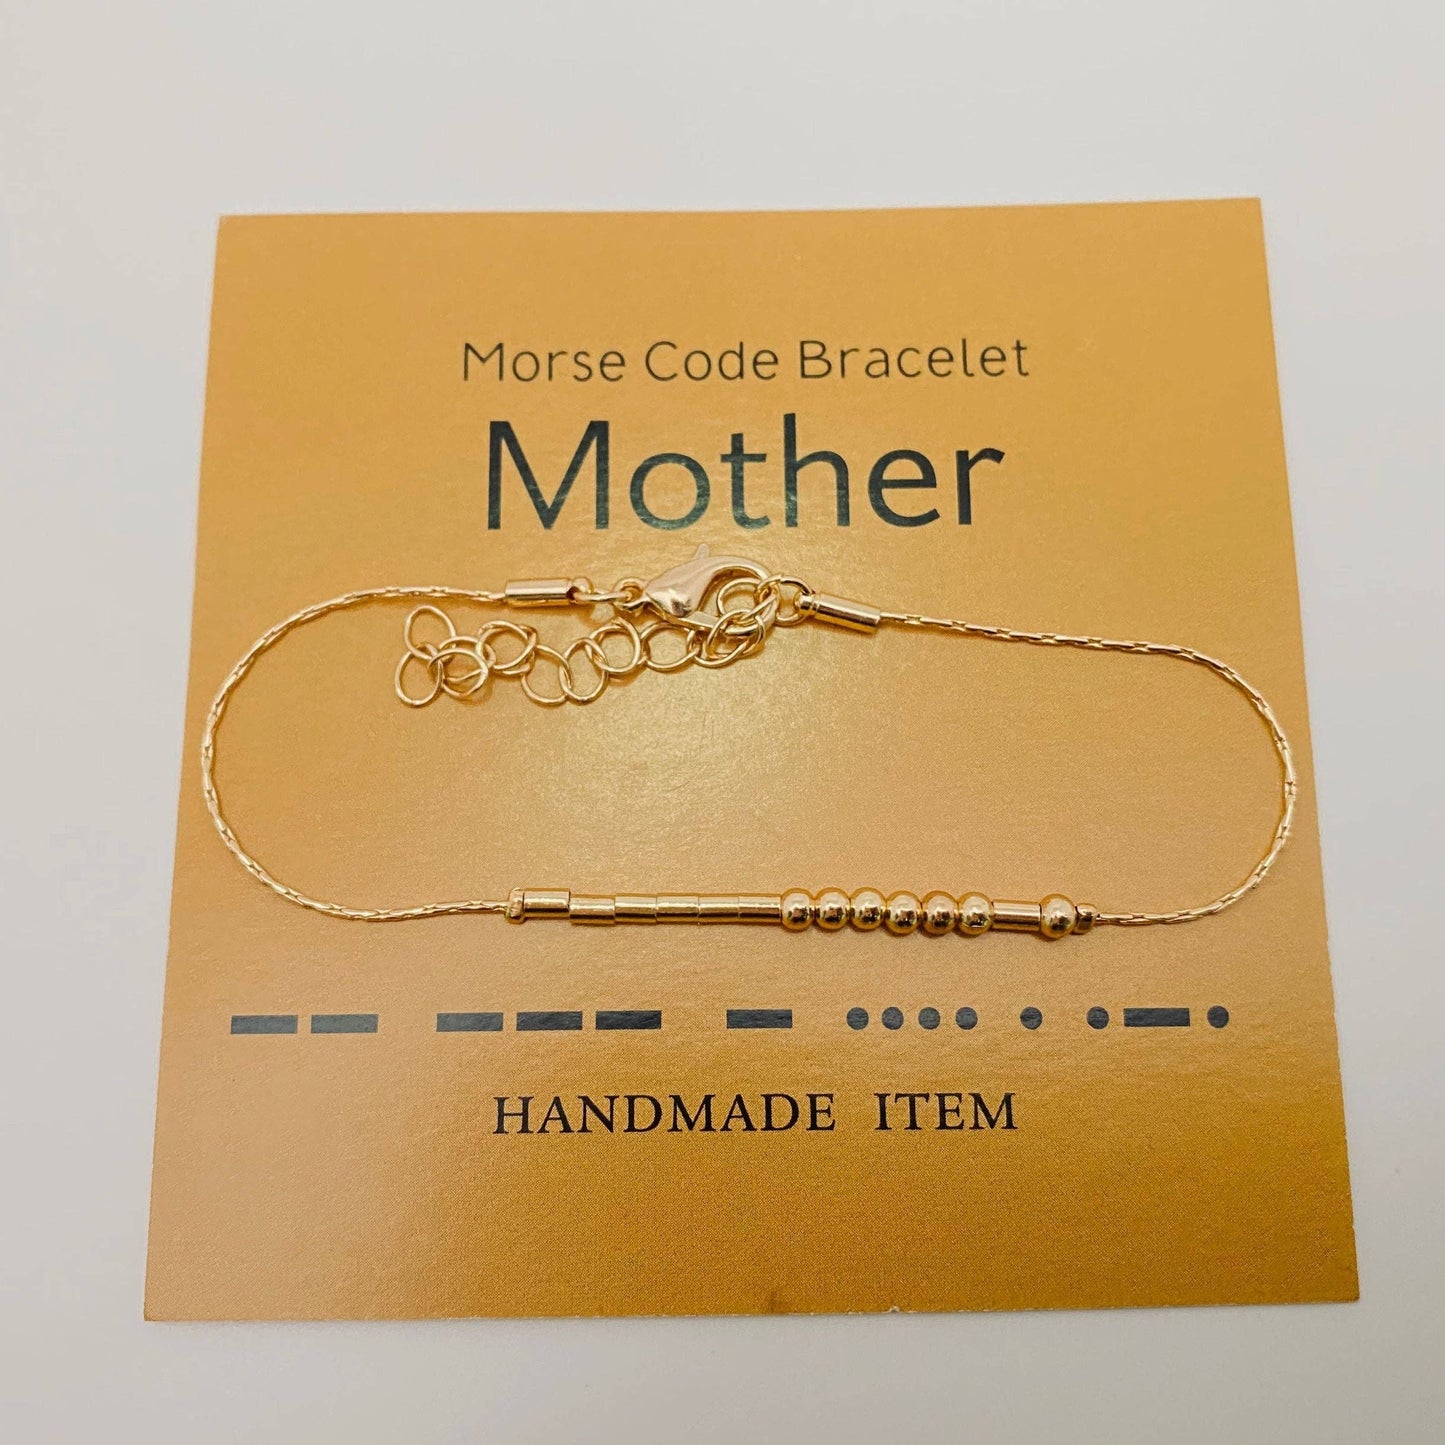 Morse Code Bracelet
Mother
−− −−− − •••• • •−•
HANDMADE ITEM